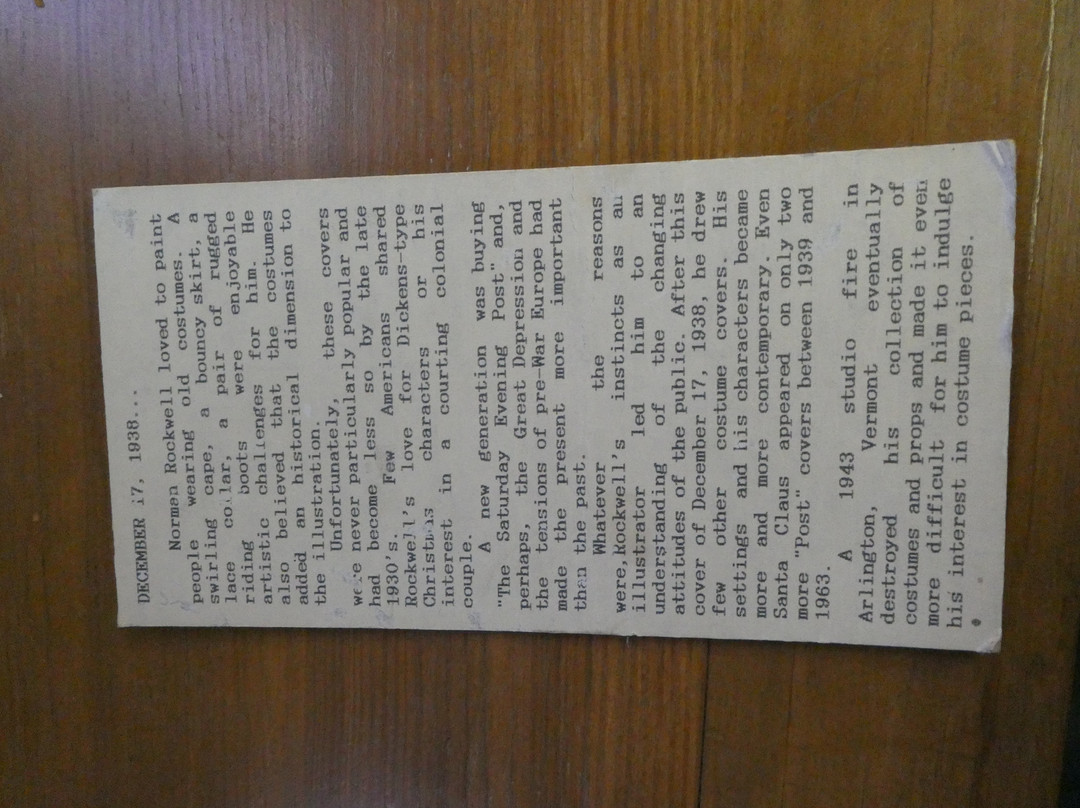 DECEMBER 17, 1938...
Norman Rockwell loved to paint
people wearing old costumes. A
swirling cape, a bouncy skirt, a
lace collar, a pair of rugged
riding boots were enjoyable
artistic challenges for him. He
also believed that the costumes
added an historical dimension to
the illustration.
Unfortunately, these covers
were never particularly popular and
had become less so by the late
1930's. Few Americans shared
Rockwell's love for Dickens-type
Christmas characters or his
interest in a courting colonial
couple.
A new generation was buying
"The Saturday Evening Post" and,
perhaps, the Great Depression and
the tensions of pre-War Europe had
made the present more important
than the past.
Whatever the reasons
were,Rockwell's instincts as an
illustrator led him to an
understanding of the changing
attitudes of the public. After this
cover of December 17, 1938, he drew
few other costume covers. His
settings and his characters became
more and more contemporary. Even
Santa Claus appeared on only two
more "Post" covers between 1939 and
1963.
A 1943 studio fire in
Arlington, Vermont eventually
destroyed his collection of
costumes and props and made it even
more difficult for him to indulge
his interest in costume pieces.